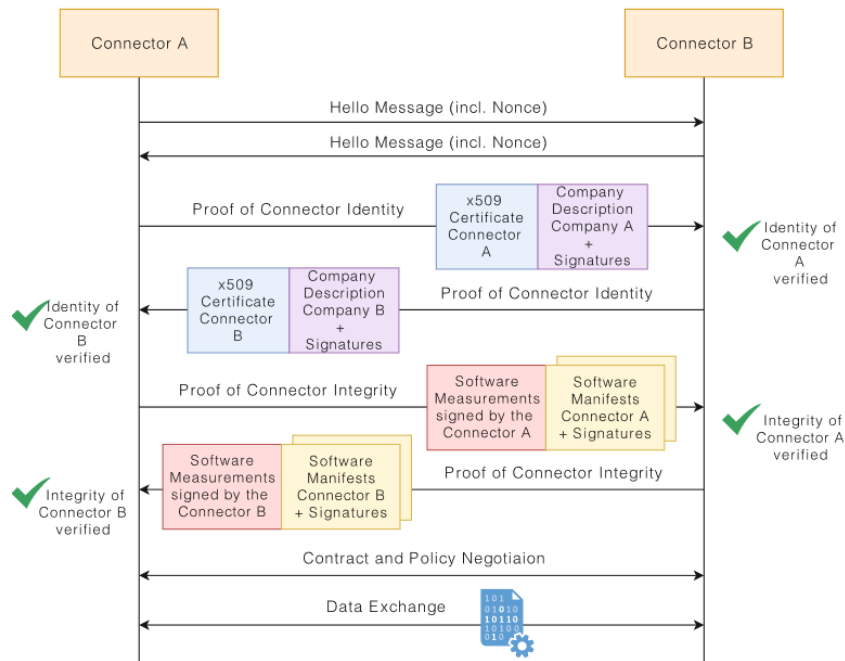 Connector A
Connector B
Hello Message (incl. Nonce)
Hello Message (incl. Nonce)
Proof of Connector Identity
x509
Certificate
Connector
A
Company
Description
Company A
+
Signatures
Identity of
Connector
A
verified
x509
Certificate
Connector
B
Company
Description
Company B
+
Signatures
Proof of Connector Identity
Identity of
Connector
B
verified
Proof of Connector Integrity
Software
Measurements
signed by the
Connector A
Software
Manifests
Connector A
+ Signatures
Integrity of
Connector A
verified
Software
Measurements
signed by the
Connector B
Software
Manifests
Connector B
+ Signatures
Proof of Connector Integrity
Integrity of
Connector B
verified
Contract and Policy Negotiaion
Data Exchange
101
01010
10110
10100
010